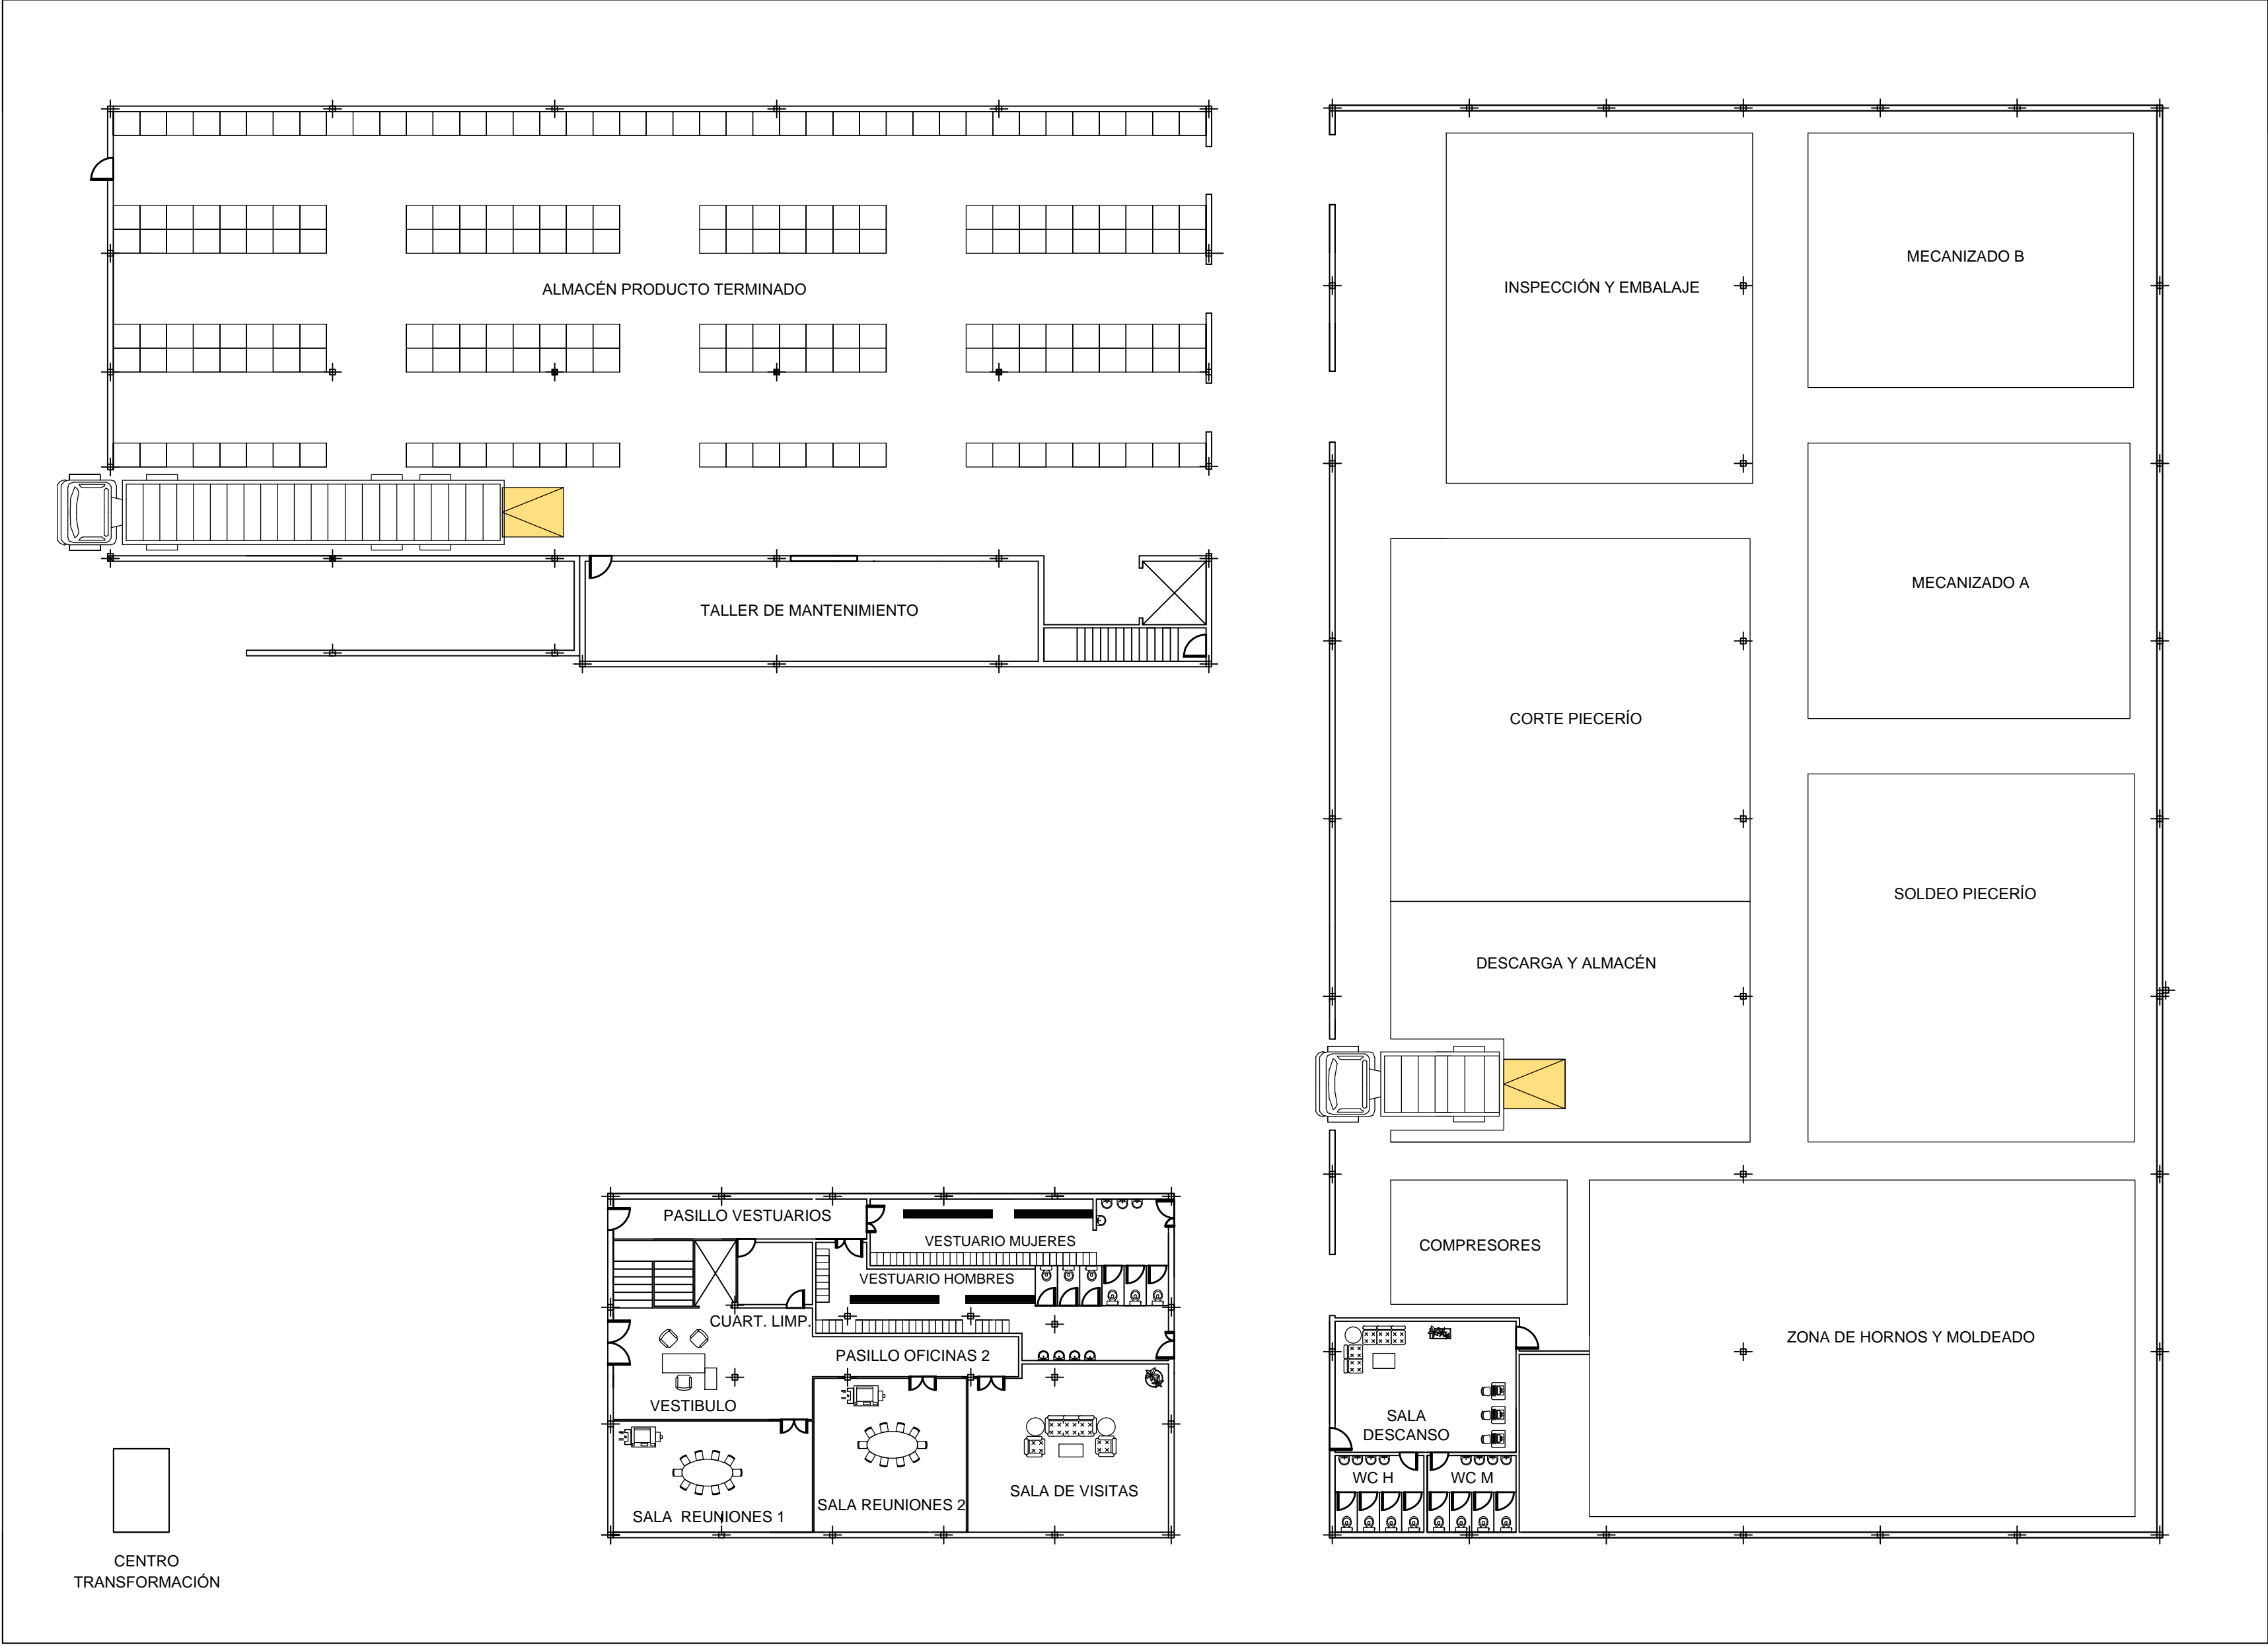 ALMACÉN PRODUCTO TERMINADO
TALLER DE MANTENIMIENTO
INSPECCIÓN Y EMBALAJE
MECANIZADO B
MECANIZADO A
CORTE PIECERÍO
SOLDEO PIECERÍO
DESCARGA Y ALMACÉN
COMPRESORES
ZONA DE HORNOS Y MOLDEADO
SALA
DESCANSO
WC H
WC M
PASILLO VESTUARIOS
VESTUARIO MUJERES
VESTUARIO HOMBRES
CUART. LIMP.
PASILLO OFICINAS 2
VESTIBULO
SALA REUNIONES 1
SALA REUNIONES 2
SALA DE VISITAS
CENTRO
TRANSFORMACIÓN